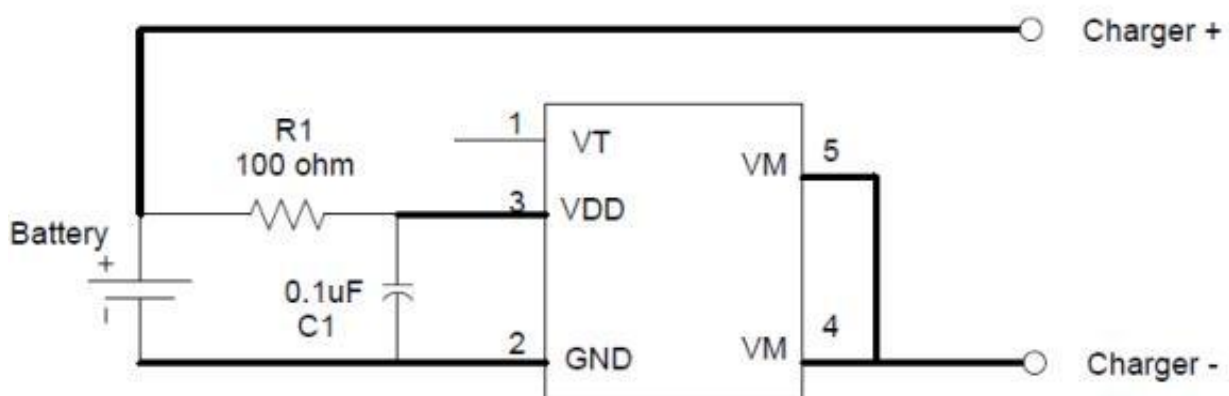 Charger +
R1
100 ohm
1
VT
VM
5
3
VDD
Battery
+
-
0.1uF
C1
2
GND
VM
4
Charger -